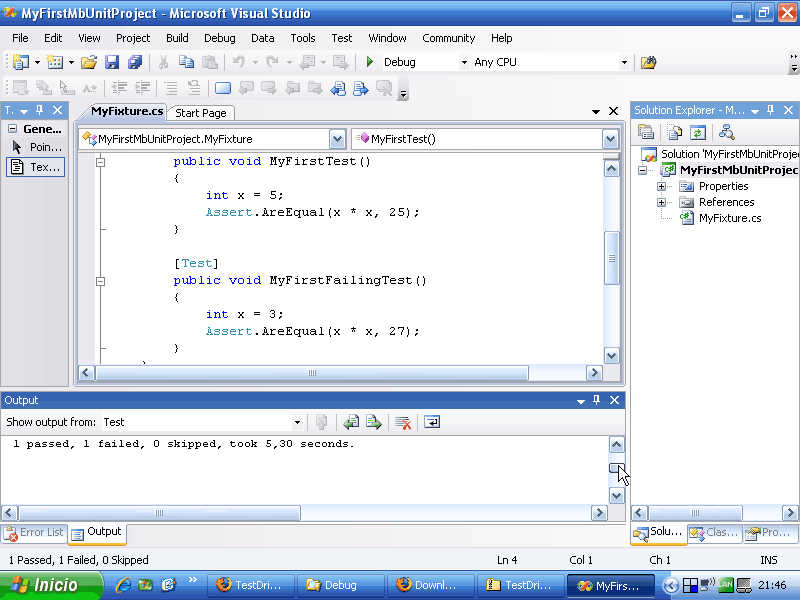 MyFirstMbUnitProject - Microsoft Visual Studio
File Edit View Project Build Debug Data Tools Test Window Community Help
Debug Any CPU
T.
Gene...
Poin...
Tex...
MyFixture.cs Start Page
MyFirstMbUnitProject.MyFixture MyFirstTest()
public void MyFirstTest()
{
int x = 5;
Assert.AreEqual(x * x, 25);
}
[Test]
public void MyFirstFailingTest()
{
int x = 3;
Assert.AreEqual(x * x, 27);
}
Solution Explorer - M...
Solution 'MyFirstMbUnitProje
MyFirstMbUnitProjec
Properties
References
MyFixture.cs
Output
Show output from: Test
1 passed, 1 failed, 0 skipped, took 5,30 seconds.
Error List Output
Solu... Clas... Pro...
1 Passed, 1 Failed, 0 Skipped Ln 4 Col 1 Ch 1 INS
Inicio TestDri... Debug Downl... TestDri... MyFirs... 21:46